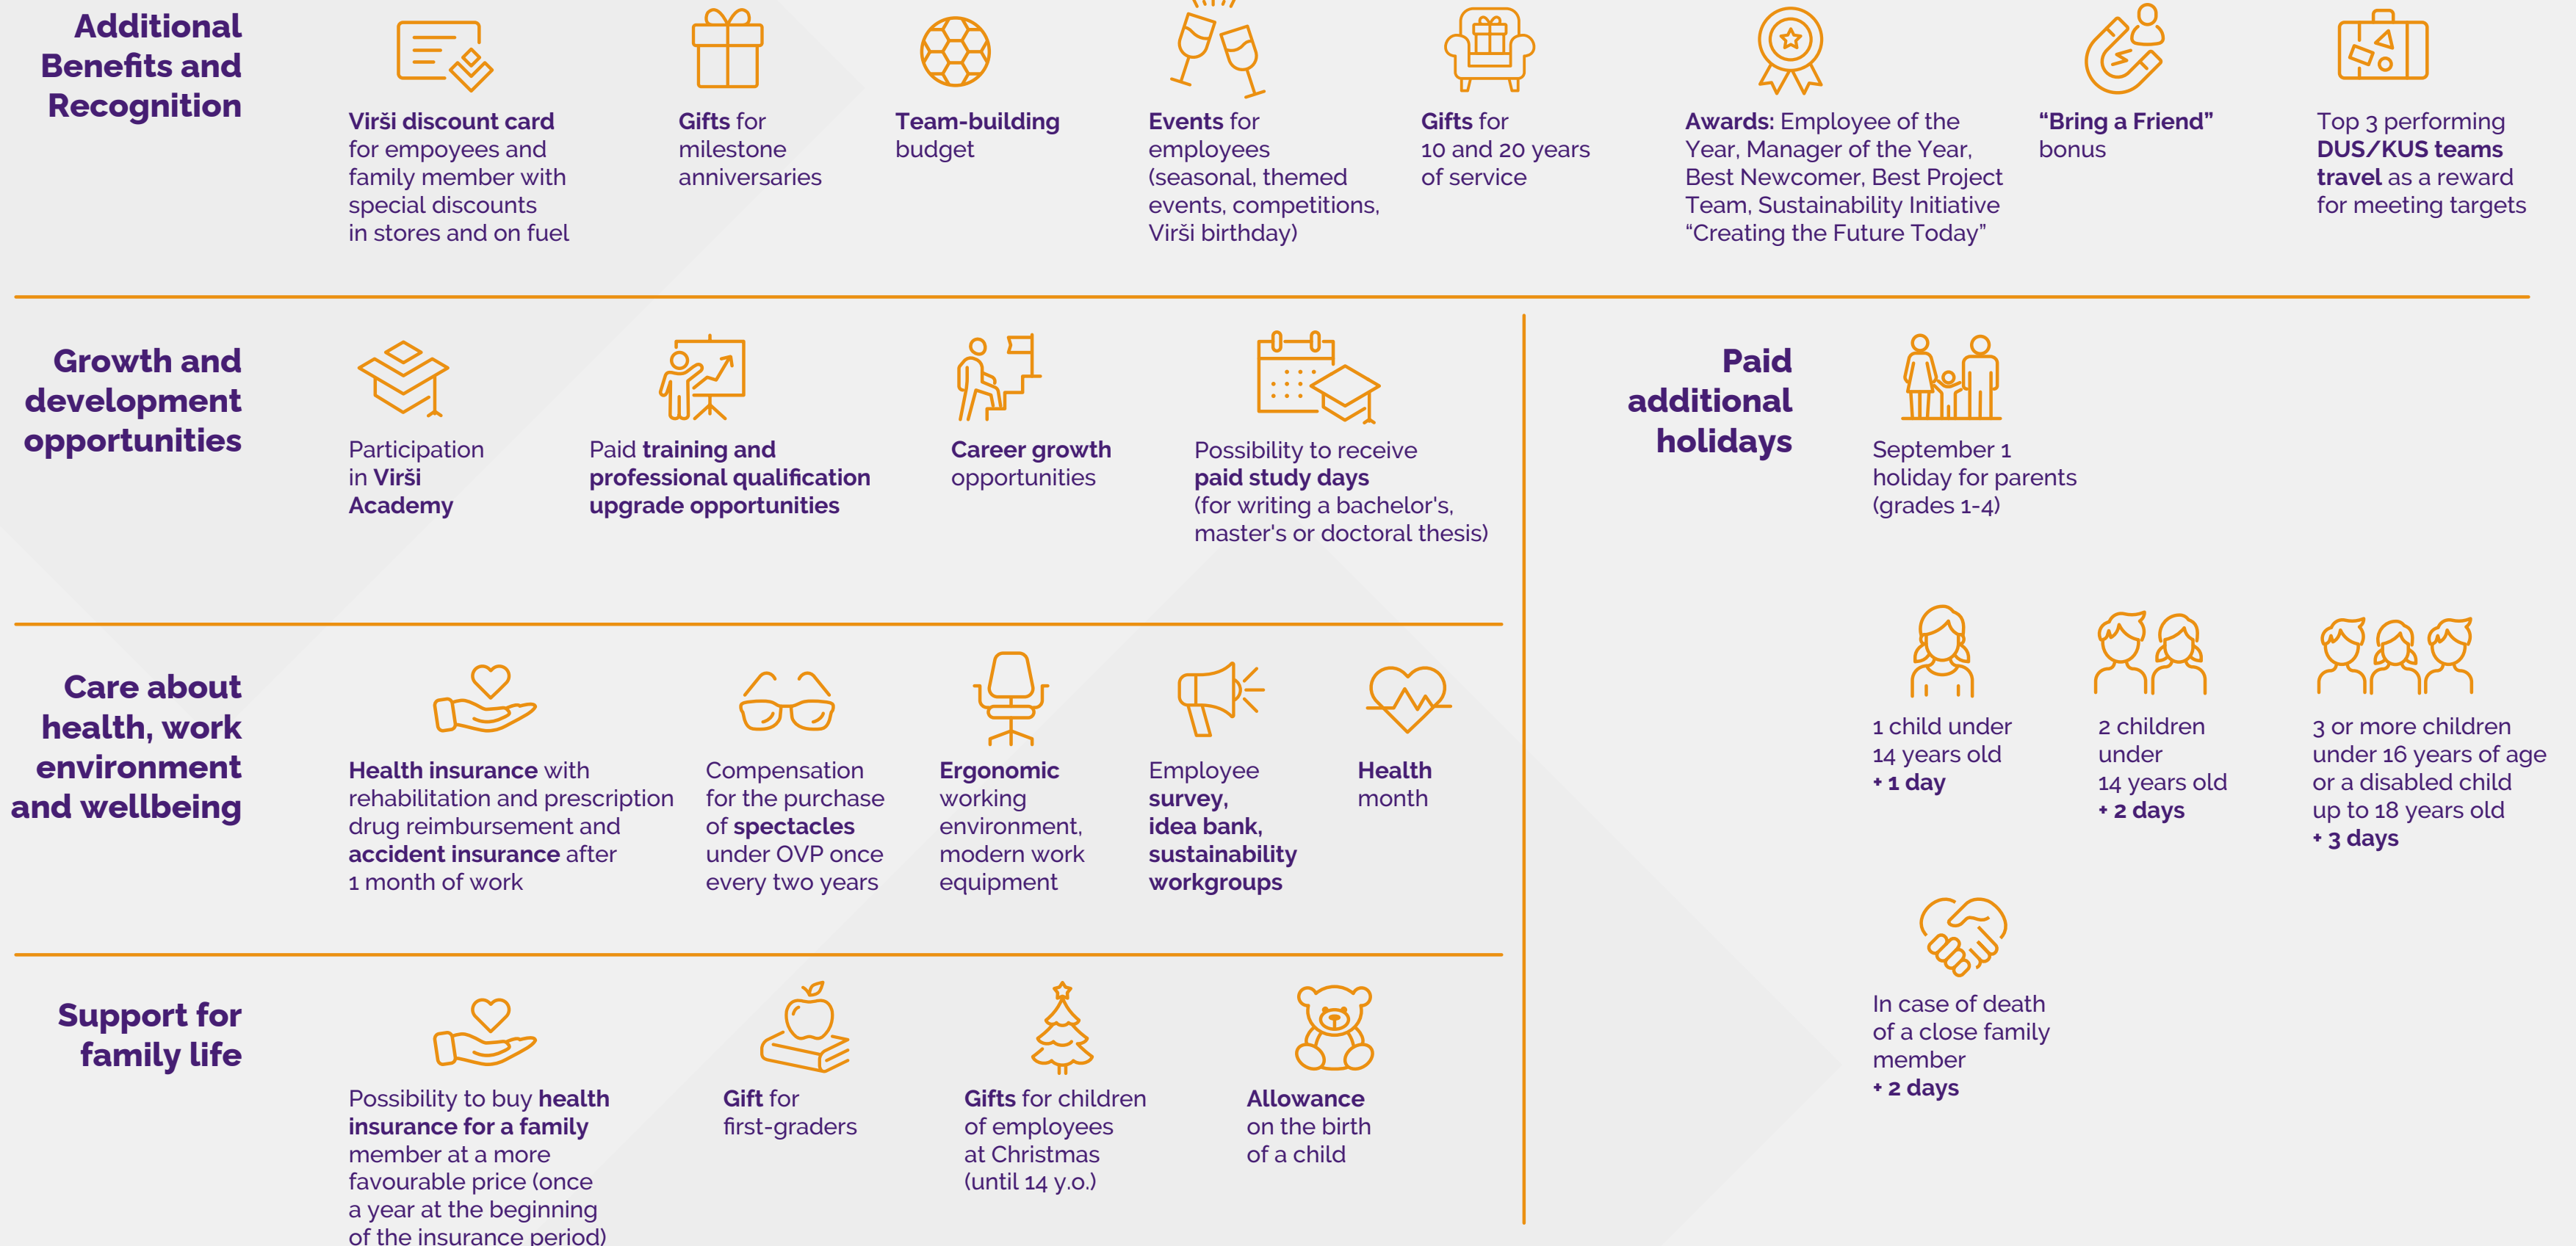 Additional
Benefits and
Recognition
Virši discount card
for empoyees and
family member with
special discounts
in stores and on fuel
Gifts for
milestone
anniversaries
Team-building
budget
Events for
employees
(seasonal, themed
events, competitions,
Virši birthday)
Gifts for
10 and 20 years
of service
Awards: Employee of the
Year, Manager of the Year,
Best Newcomer, Best Project
Team, Sustainability Initiative
“Creating the Future Today”
“Bring a Friend”
bonus
Top 3 performing
DUS/KUS teams
travel as a reward
for meeting targets
Growth and
development
opportunities
Participation
in Virši
Academy
Paid training and
professional qualification
upgrade opportunities
Career growth
opportunities
Possibility to receive
paid study days
(for writing a bachelor's,
master's or doctoral thesis)
Care about
health, work
environment
and wellbeing
Health insurance with
rehabilitation and prescription
drug reimbursement and
accident insurance after
1 month of work
Compensation
for the purchase
of spectacles
under OVP once
every two years
Ergonomic
working
environment,
modern work
equipment
Employee
survey,
idea bank,
sustainability
workgroups
Health
month
Support for
family life
Possibility to buy health
insurance for a family
member at a more
favourable price (once
a year at the beginning
of the insurance period)
Gift for
first-graders
Gifts for children
of employees
at Christmas
(until 14 y.o.)
Allowance
on the birth
of a child
Paid
additional
holidays
September 1
holiday for parents
(grades 1-4)
1 child under
14 years old
+ 1 day
2 children
under
14 years old
+ 2 days
3 or more children
under 16 years of age
or a disabled child
up to 18 years old
+ 3 days
In case of death
of a close family
member
+ 2 days